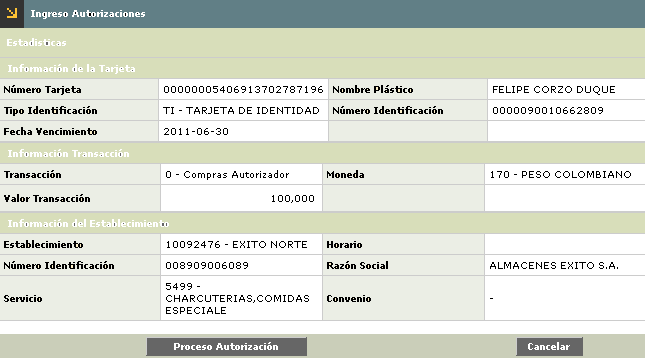 Ingreso Autorizaciones
Estadísticas
Información de la Tarjeta
Número Tarjeta 00000005406913702787196 Nombre Plástico FELIPE CORZO DUQUE
Tipo Identificación TI - TARJETA DE IDENTIDAD Número Identificación 0000090010662809
Fecha Vencimiento 2011-06-30
Información Transacción
Transacción 0 - Compras Autorizador Moneda 170 - PESO COLOMBIANO
Valor Transacción 100,000
Información del Establecimiento
Establecimiento 10092476 - EXITO NORTE Horario
Número Identificación 008909006089 Razón Social ALMACENES EXITO S.A.
Servicio 5499 - CHARCUTERIAS,COMIDAS ESPECIALE Convenio -
Proceso Autorización Cancelar